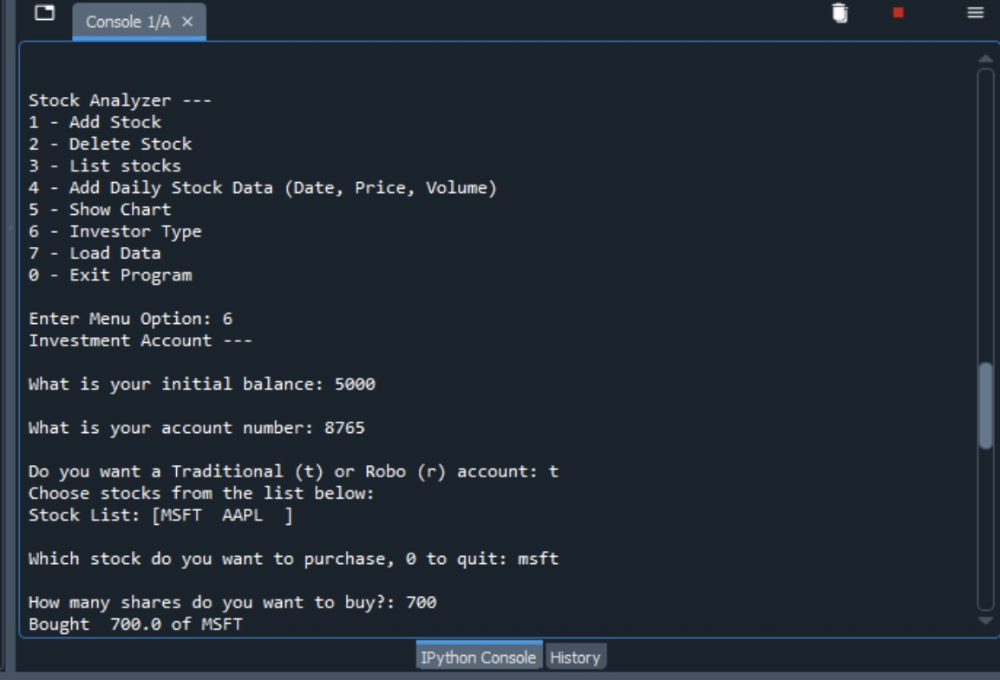 Console 1/A ×
Stock Analyzer ---
1 - Add Stock
2 - Delete Stock
3 - List stocks
4 - Add Daily Stock Data (Date, Price, Volume)
5 - Show Chart
6 - Investor Type
7 - Load Data
0 - Exit Program
Enter Menu Option: 6
Investment Account ---
What is your initial balance: 5000
What is your account number: 8765
Do you want a Traditional (t) or Robo (r) account: t
Choose stocks from the list below:
Stock List: [MSFT  AAPL  ]
Which stock do you want to purchase, 0 to quit: msft
How many shares do you want to buy?: 700
Bought  700.0 of MSFT
IPython Console History